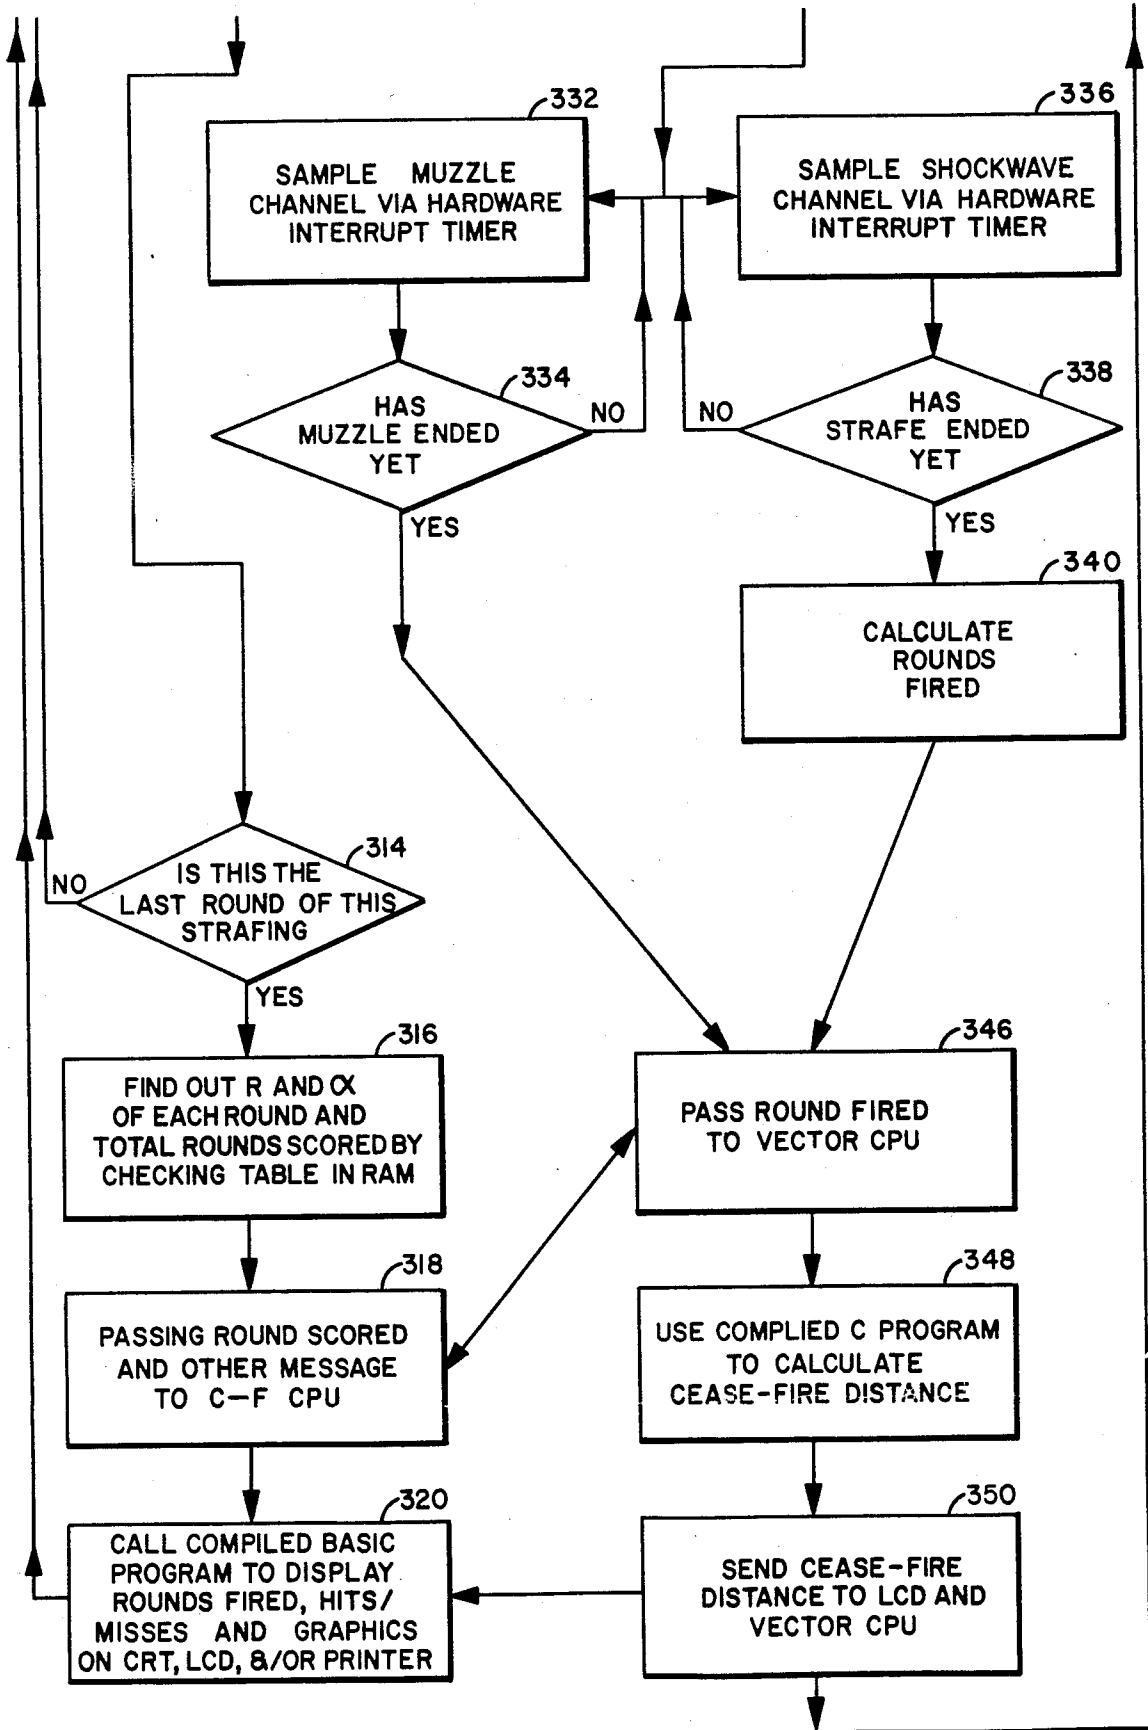 332
SAMPLE MUZZLE
CHANNEL VIA HARDWARE
INTERRUPT TIMER
336
SAMPLE SHOCKWAVE
CHANNEL VIA HARDWARE
INTERRUPT TIMER
334
HAS
MUZZLE ENDED
YET
NO
YES
338
HAS
STRAFE ENDED
YET
NO
YES
340
CALCULATE
ROUNDS
FIRED
314
IS THIS THE
LAST ROUND OF THIS
STRAFING
NO
YES
316
FIND OUT R AND α
OF EACH ROUND AND
TOTAL ROUNDS SCORED BY
CHECKING TABLE IN RAM
346
PASS ROUND FIRED
TO VECTOR CPU
318
PASSING ROUND SCORED
AND OTHER MESSAGE
TO C-F CPU
348
USE COMPLIED C PROGRAM
TO CALCULATE
CEASE-FIRE DISTANCE
320
CALL COMPILED BASIC
PROGRAM TO DISPLAY
ROUNDS FIRED, HITS/
MISSES AND GRAPHICS
ON CRT, LCD, &/OR PRINTER
350
SEND CEASE-FIRE
DISTANCE TO LCD AND
VECTOR CPU